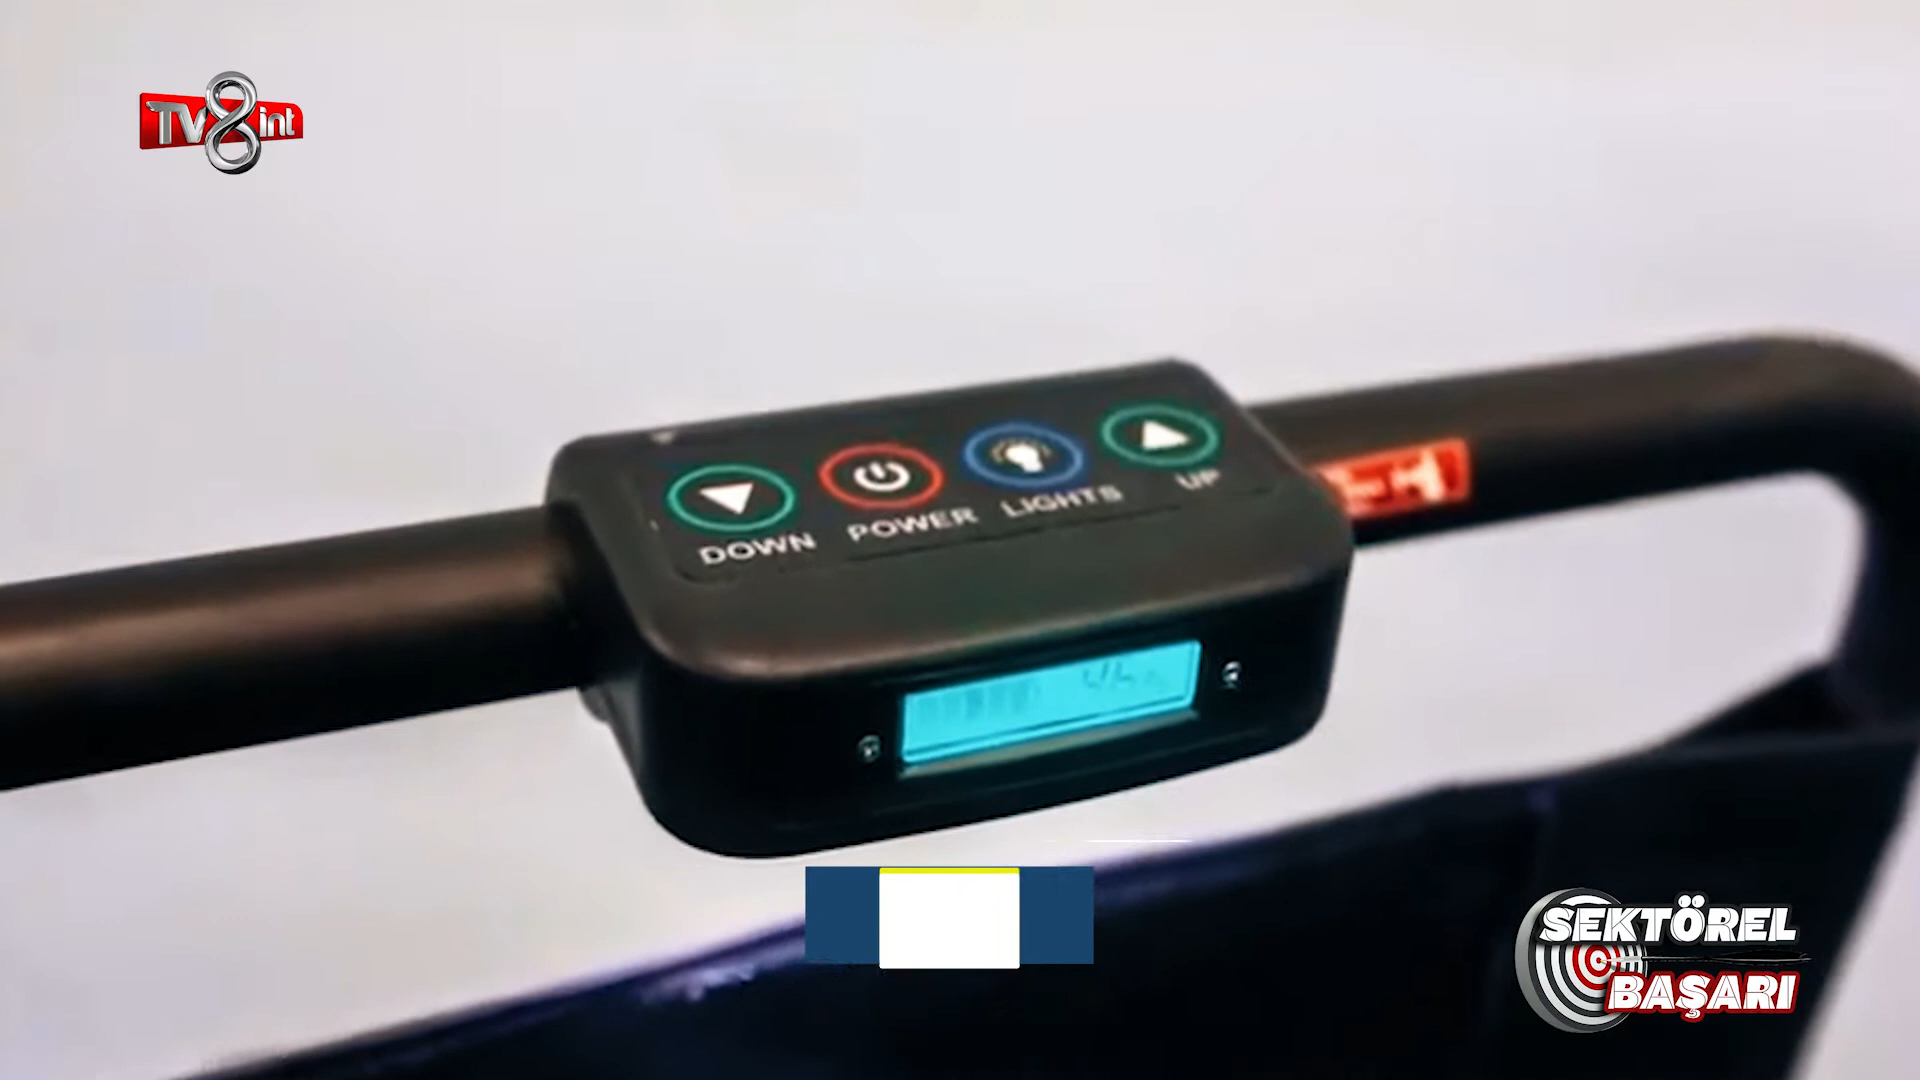 TV8int
DOWN
POWER
LIGHTS
UP
SEKTÖREL
BAŞARI